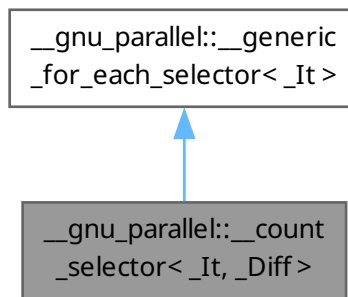 __gnu_parallel::__generic
_for_each_selector< _It >
__gnu_parallel::__count
_selector< _It, _Diff >